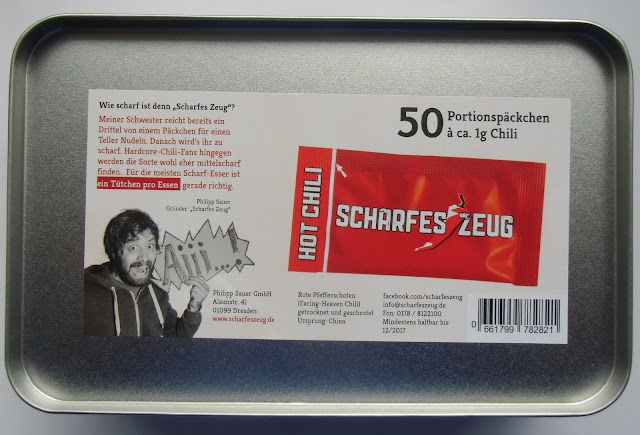 Wie scharf ist denn „Scharfes Zeug“?
Meiner Schwester reicht bereits ein
Drittel von einem Päckchen für einen
Teller Nudeln. Danach wird's ihr zu
scharf. Hardcore-Chili-Fans hingegen
werden die Sorte wohl eher mittelscharf
finden. Für die meisten Scharf-Esser ist
ein Tütchen pro Essen gerade richtig.
Philipp Sauer
Gründer „Scharfes Zeug“
Aiii...!
Philipp Sauer GmbH
Alaunstr. 41
01099 Dresden
www.scharfeszeug.de
50 Portionspäckchen
à ca. 1g Chili
HOT CHILI
SCHARFES ZEUG
Rote Pfefferschoten
(Facing-Heaven Chili)
getrocknet und geschrotet
Ursprung: China
facebook.com/scharfeszeug
info@scharfeszeug.de
Fon: 0178 / 8122100
Mindestens haltbar bis:
12/2017
0 661799 782821